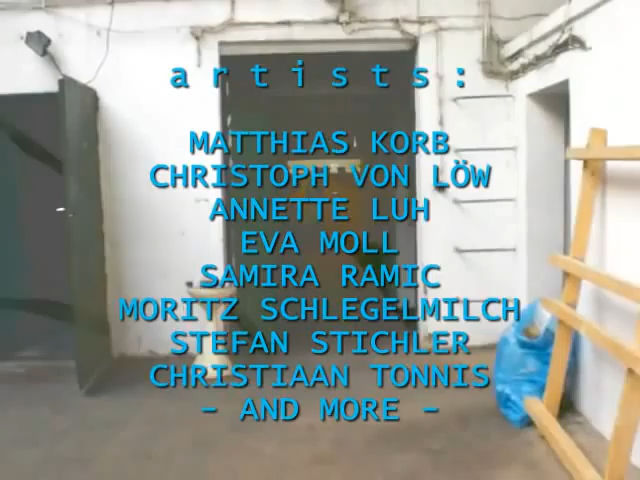 a r t i s t s :
MATTHIAS KORB
CHRISTOPH VON LÖW
ANNETTE LUH
EVA MOLL
SAMIRA RAMIC
MORITZ SCHLEGELMILCH
STEFAN STICHLER
CHRISTIAAN TONNIS
- AND MORE -